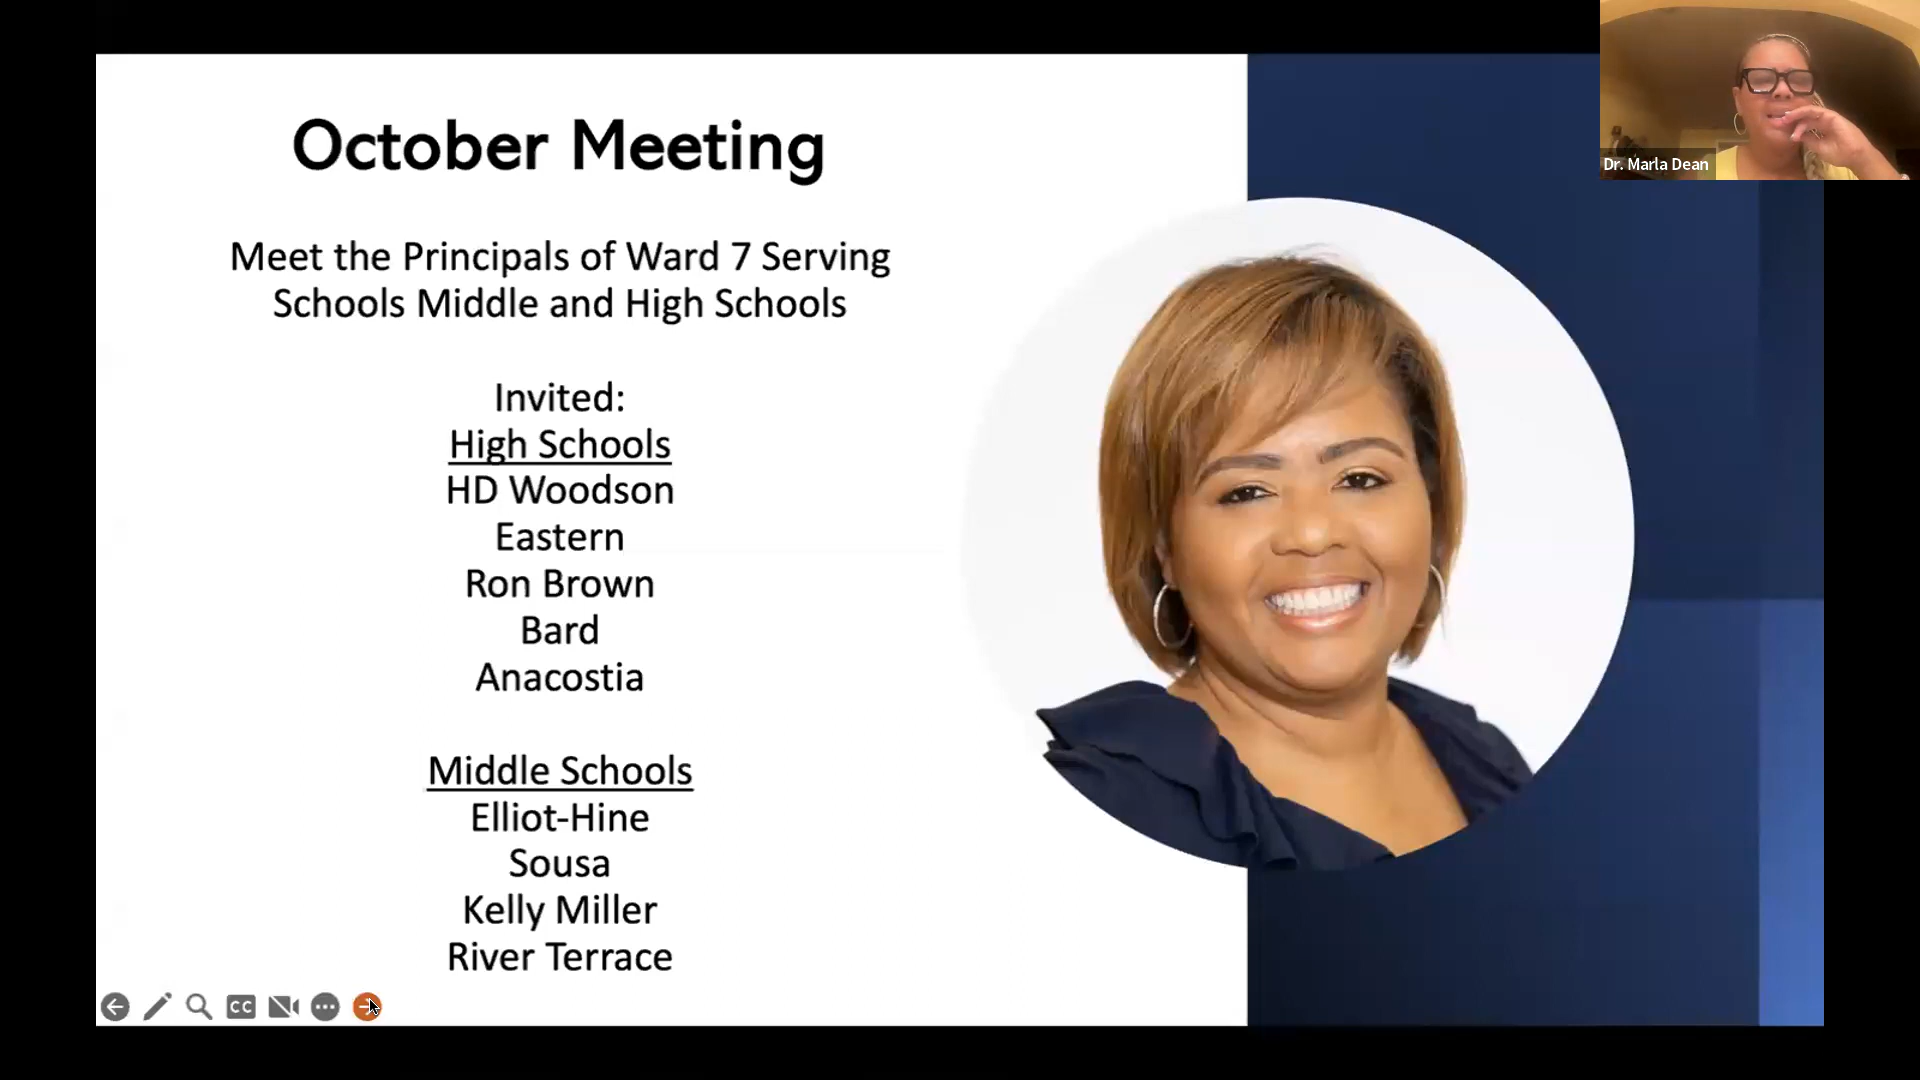 October Meeting
Meet the Principals of Ward 7 Serving
Schools Middle and High Schools
Invited:
High Schools
HD Woodson
Eastern
Ron Brown
Bard
Anacostia
Middle Schools
Elliot-Hine
Sousa
Kelly Miller
River Terrace
Dr. Marla Dean
CC